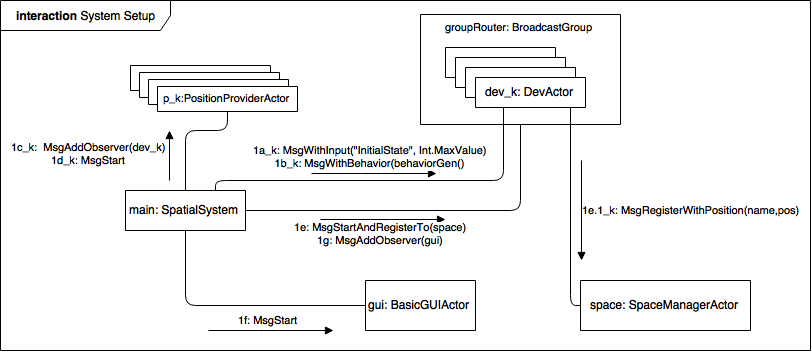 interaction System Setup
groupRouter: BroadcastGroup
dev_k: DevActor
p_k:PositionProviderActor
1c_k: MsgAddObserver(dev_k)
1d_k: MsgStart
1a_k: MsgWithInput("InitialState", Int.MaxValue)
1b_k: MsgWithBehavior(behaviorGen()
main: SpatialSystem
1e.1_k: MsgRegisterWithPosition(name,pos)
1e: MsgStartAndRegisterTo(space)
1g: MsgAddObserver(gui)
gui: BasicGUIActor
space: SpaceManagerActor
1f: MsgStart